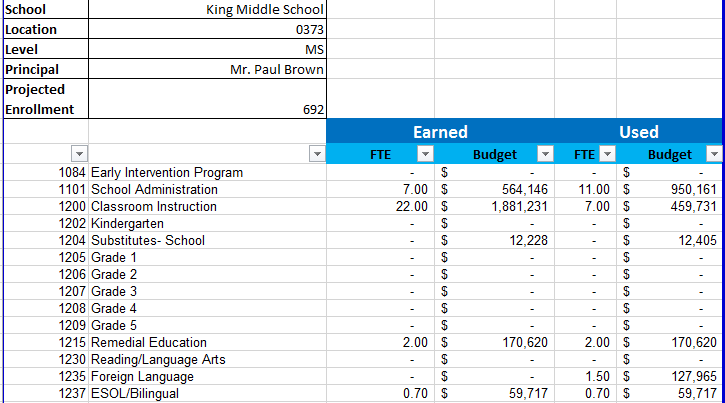 School King Middle School
Location 0373
Level MS
Principal Mr. Paul Brown
Projected
Enrollment 692
Earned Used
FTE Budget FTE Budget
1084 Early Intervention Program - $ - - $ -
1101 School Administration 7.00 $ 564,146 11.00 $ 950,161
1200 Classroom Instruction 22.00 $ 1,881,231 7.00 $ 459,731
1202 Kindergarten - $ - - $ -
1204 Substitutes- School - $ 12,228 - $ 12,405
1205 Grade 1 - $ - - $ -
1206 Grade 2 - $ - - $ -
1207 Grade 3 - $ - - $ -
1208 Grade 4 - $ - - $ -
1209 Grade 5 - $ - - $ -
1215 Remedial Education 2.00 $ 170,620 2.00 $ 170,620
1230 Reading/Language Arts - $ - - $ -
1235 Foreign Language - $ - 1.50 $ 127,965
1237 ESOL/Bilingual 0.70 $ 59,717 0.70 $ 59,717